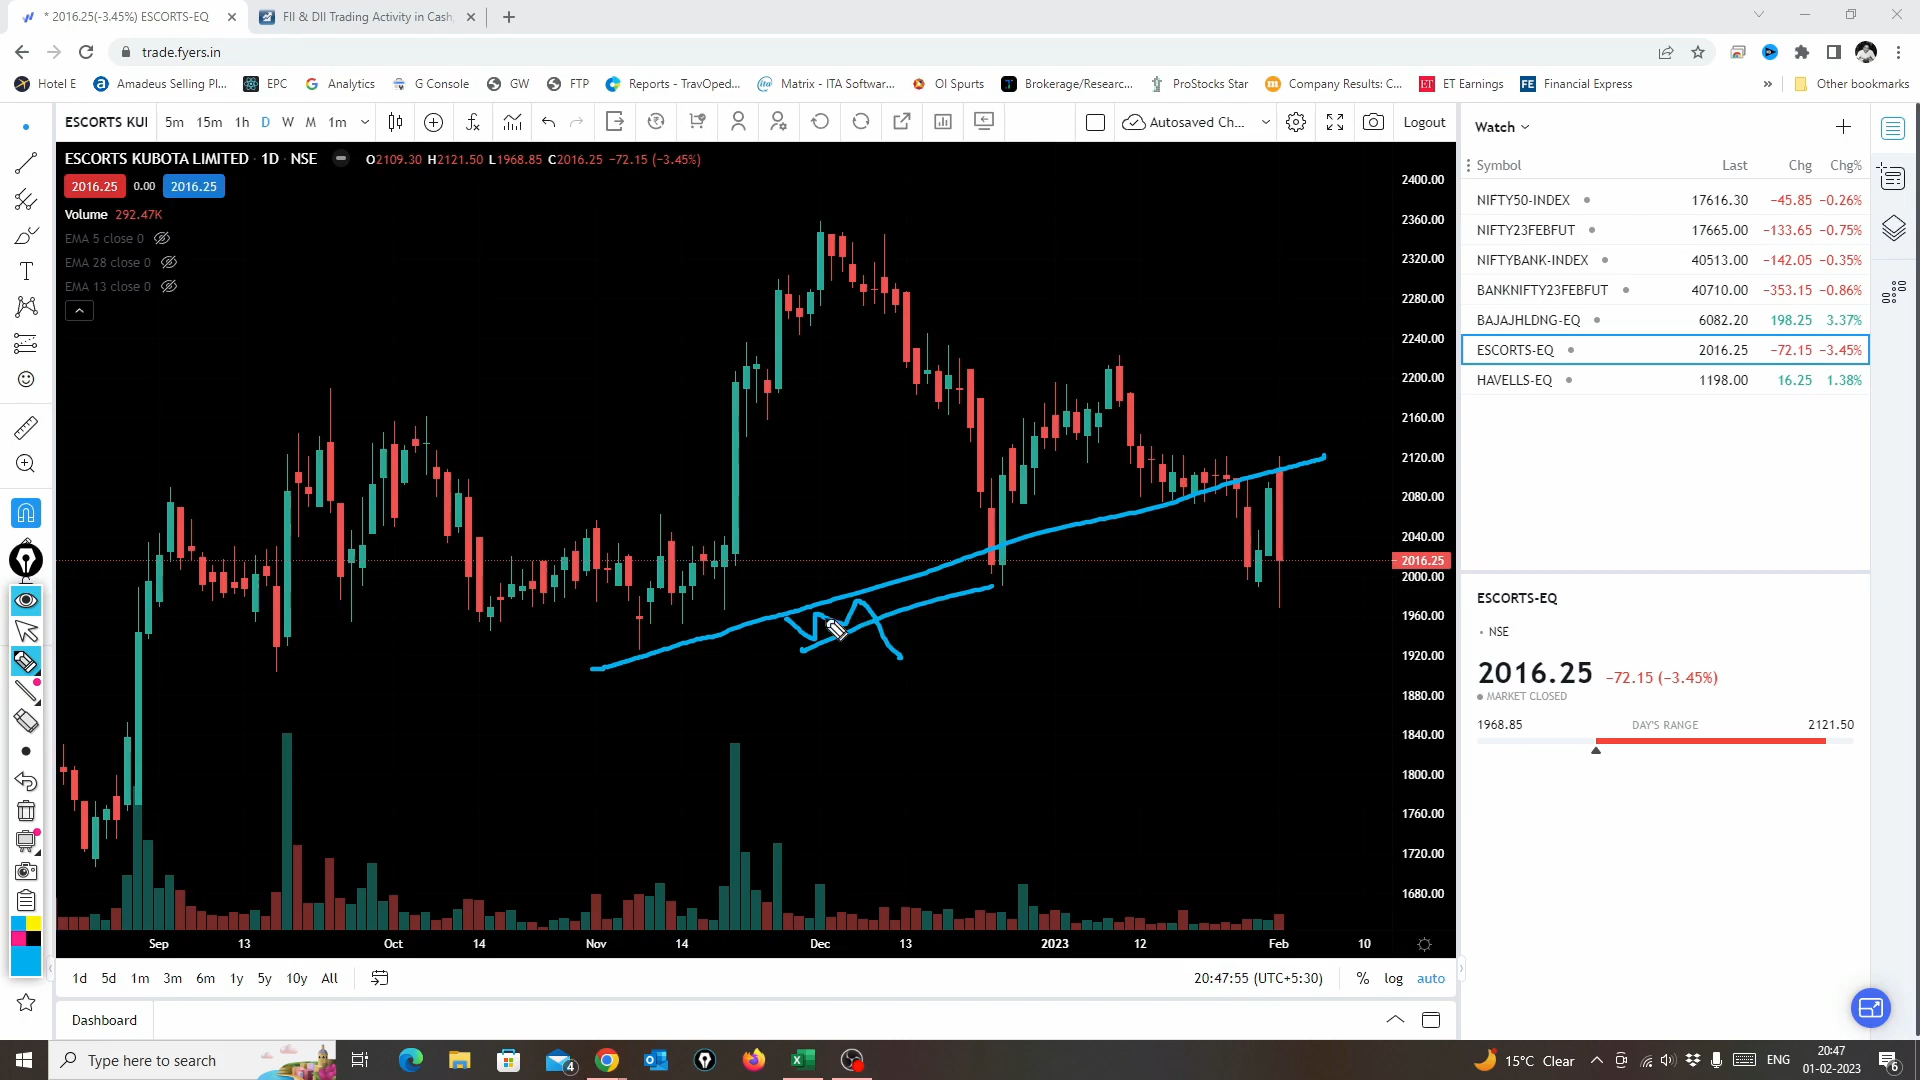 * 2016.25(-3.45%) ESCORTS-EQ
FII & DII Trading Activity in Cash,
trade.fyers.in
Hotel E
Amadeus Selling Pl...
EPC
Analytics
G Console
GW
FTP
Reports - TravOped...
Matrix - ITA Softwar...
OI Spurts
Brokerage/Researc...
ProStocks Star
Company Results: C...
ET Earnings
Financial Express
Other bookmarks
ESCORTS KUI
5m 15m 1h D W M 1m
Autosaved Ch...
Logout
ESCORTS KUBOTA LIMITED · 1D · NSE
O2109.30 H2121.50 L1968.85 C2016.25 −72.15 (−3.45%)
2016.25 0.00 2016.25
Volume 292.47K
EMA 5 close 0
EMA 28 close 0
EMA 13 close 0
2400.00
2360.00
2320.00
2280.00
2240.00
2200.00
2160.00
2120.00
2080.00
2040.00
2016.25
2000.00
1960.00
1920.00
1880.00
1840.00
1800.00
1760.00
1720.00
1680.00
Sep 13 Oct 14 Nov 14 Dec 13 2023 12 Feb 10
1d 5d 1m 3m 6m 1y 5y 10y All
20:47:55 (UTC+5:30)
% log auto
Dashboard
Watch
Symbol Last Chg Chg%
NIFTY50-INDEX 17616.30 −45.85 −0.26%
NIFTY23FEBFUT 17665.00 −133.65 −0.75%
NIFTYBANK-INDEX 40513.00 −142.05 −0.35%
BANKNIFTY23FEBFUT 40710.00 −353.15 −0.86%
BAJAJHLDNG-EQ 6082.20 198.25 3.37%
ESCORTS-EQ 2016.25 −72.15 −3.45%
HAVELLS-EQ 1198.00 16.25 1.38%
ESCORTS-EQ
NSE
2016.25 −72.15 (−3.45%)
MARKET CLOSED
1968.85 DAY'S RANGE 2121.50
Type here to search
4
15°C Clear
ENG
20:47
01-02-2023
6